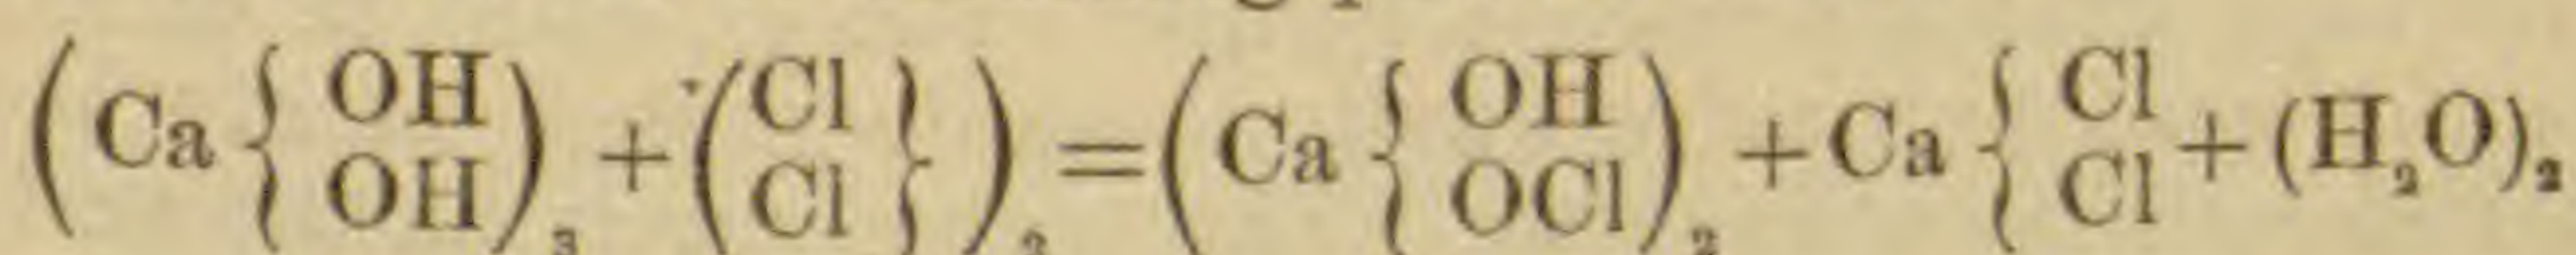 (Ca { OH OH )₃ + ( Cl Cl } )₂ = (Ca { OH OCl )₂ + Ca { Cl Cl + (H₂O)₂